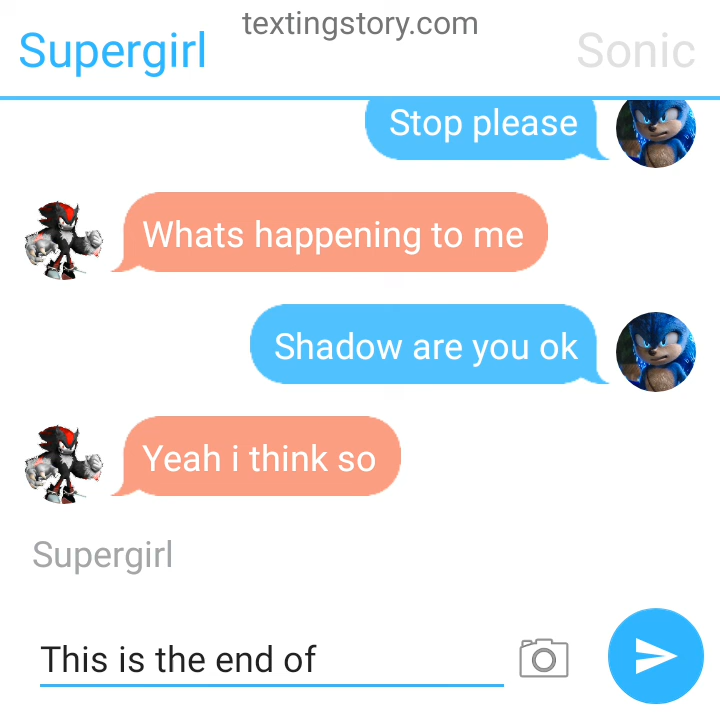 textingstory.com
Supergirl
Sonic
Stop please
Whats happening to me
Shadow are you ok
Yeah i think so
Supergirl
This is the end of